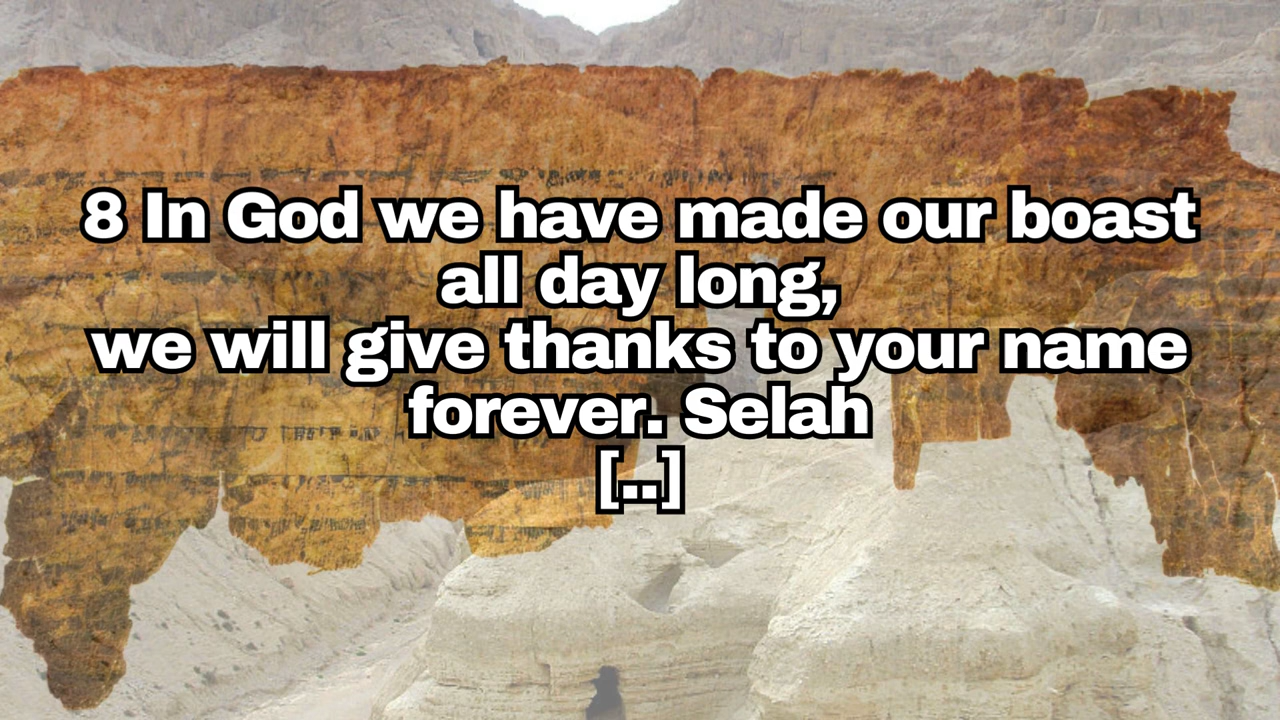 8 In God we have made our boast
all day long,
we will give thanks to your name
forever. Selah
[..]